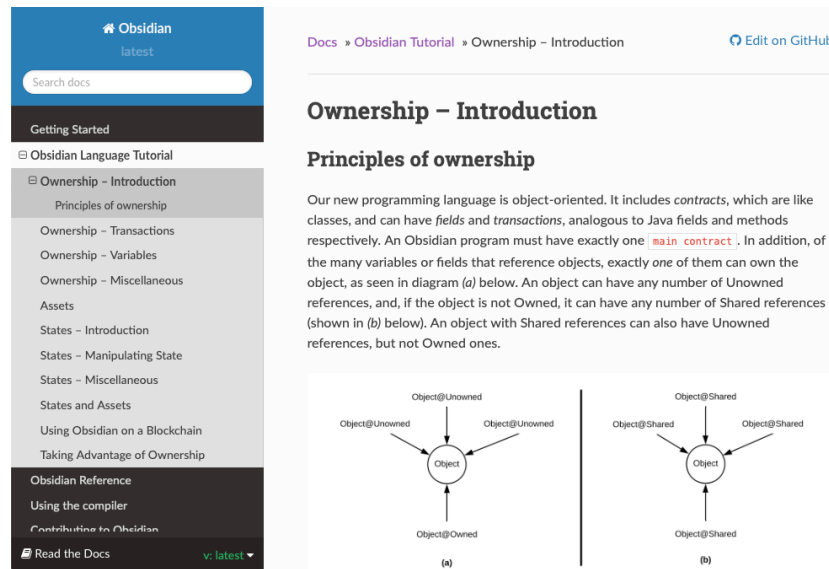 Obsidian
latest
Search docs
Getting Started
Obsidian Language Tutorial
Ownership – Introduction
Principles of ownership
Ownership – Transactions
Ownership – Variables
Ownership – Miscellaneous
Assets
States – Introduction
States – Manipulating State
States – Miscellaneous
States and Assets
Using Obsidian on a Blockchain
Taking Advantage of Ownership
Obsidian Reference
Using the compiler
Contributing to Obsidian
Read the Docs
v: latest
Docs » Obsidian Tutorial » Ownership – Introduction
Edit on GitHub
Ownership – Introduction
Principles of ownership
Our new programming language is object-oriented. It includes contracts, which are like
classes, and can have fields and transactions, analogous to Java fields and methods
respectively. An Obsidian program must have exactly one main contract. In addition, of
the many variables or fields that reference objects, exactly one of them can own the
object, as seen in diagram (a) below. An object can have any number of Unowned
references, and, if the object is not Owned, it can have any number of Shared references
(shown in (b) below). An object with Shared references can also have Unowned
references, but not Owned ones.
Object@Unowned
Object@Unowned Object@Unowned
Object
Object@Owned
(a)
Object@Shared
Object@Shared Object@Shared
Object
Object@Shared
(b)